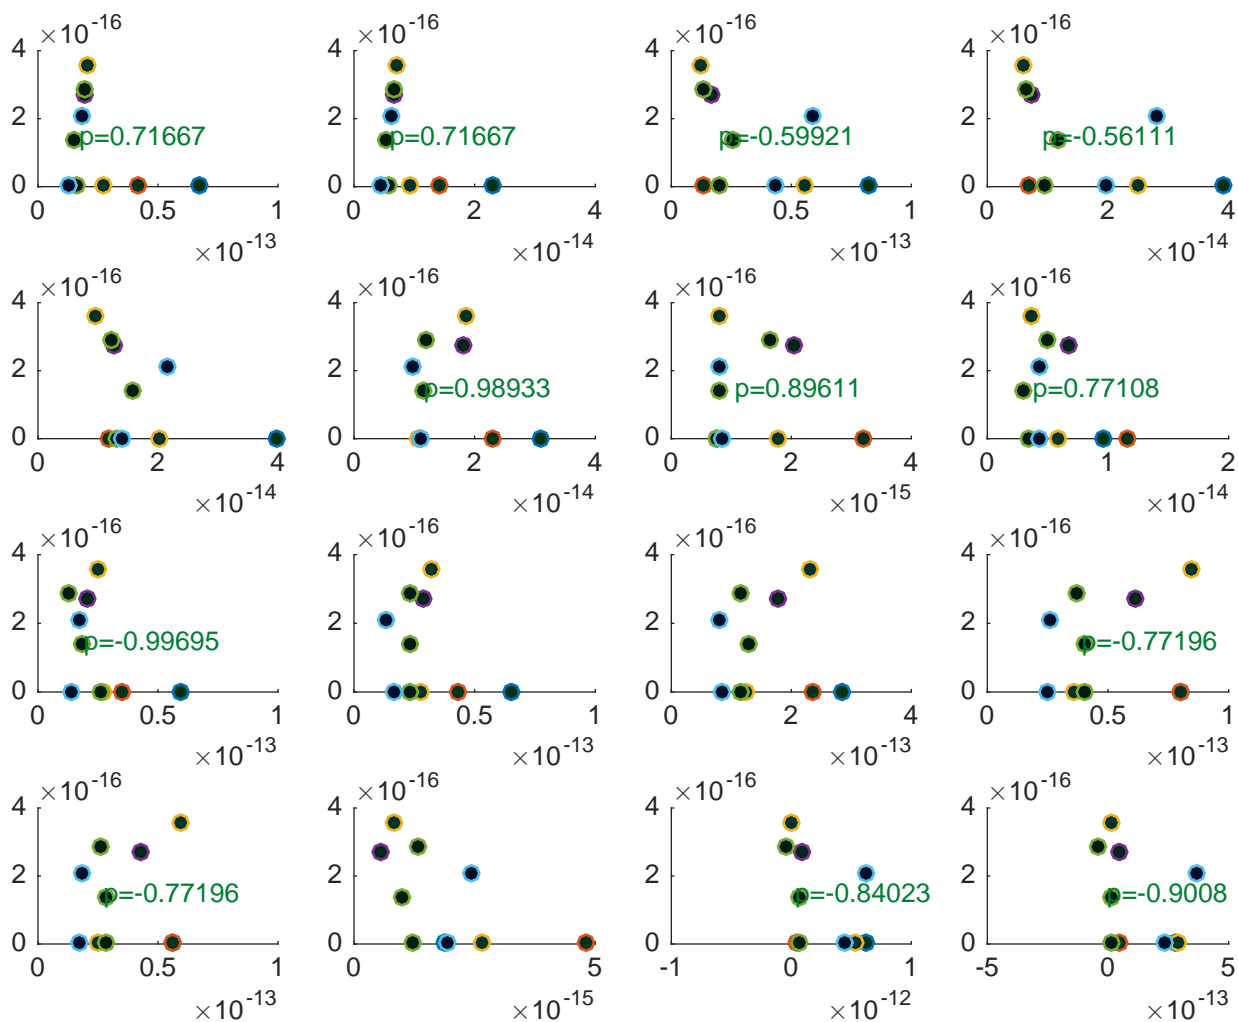 ×10-16 ×10-16 ×10-16 ×10-16
4 4 4 4
2 2 2 2
p=0.71667 p=0.71667 p=-0.59921 p=-0.56111
0 0 0 0
0 0.5 1 0 2 4 0 0.5 1 0 2 4
×10-13 ×10-14 ×10-13 ×10-14
×10-16 ×10-16 ×10-16 ×10-16
4 4 4 4
2 2 2 2
p=0.98933 p=0.89611 p=0.77108
0 0 0 0
0 2 4 0 2 4 0 2 4 0 1 2
×10-14 ×10-14 ×10-15 ×10-14
×10-16 ×10-16 ×10-16 ×10-16
4 4 4 4
2 2 2 2
p=-0.99695 p=-0.77196
0 0 0 0
0 0.5 1 0 0.5 1 0 2 4 0 0.5 1
×10-13 ×10-13 ×10-13 ×10-13
×10-16 ×10-16 ×10-16 ×10-16
4 4 4 4
2 2 2 2
p=-0.77196 p=-0.84023 p=-0.9008
0 0 0 0
0 0.5 1 0 5 -1 0 1 -5 0 5
×10-13 ×10-15 ×10-12 ×10-13